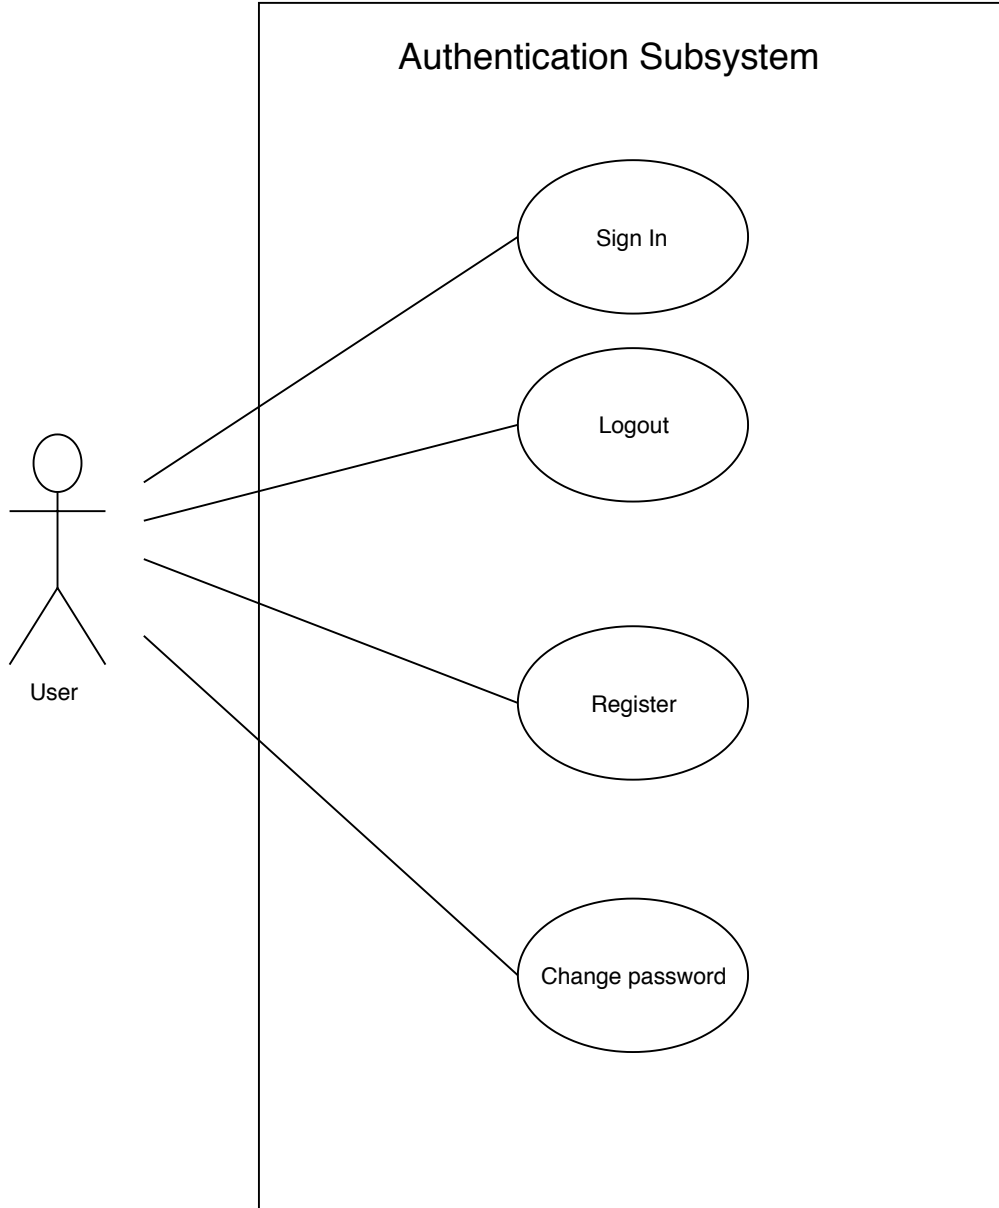 Authentication Subsystem
Sign In
Logout
User
Register
Change password